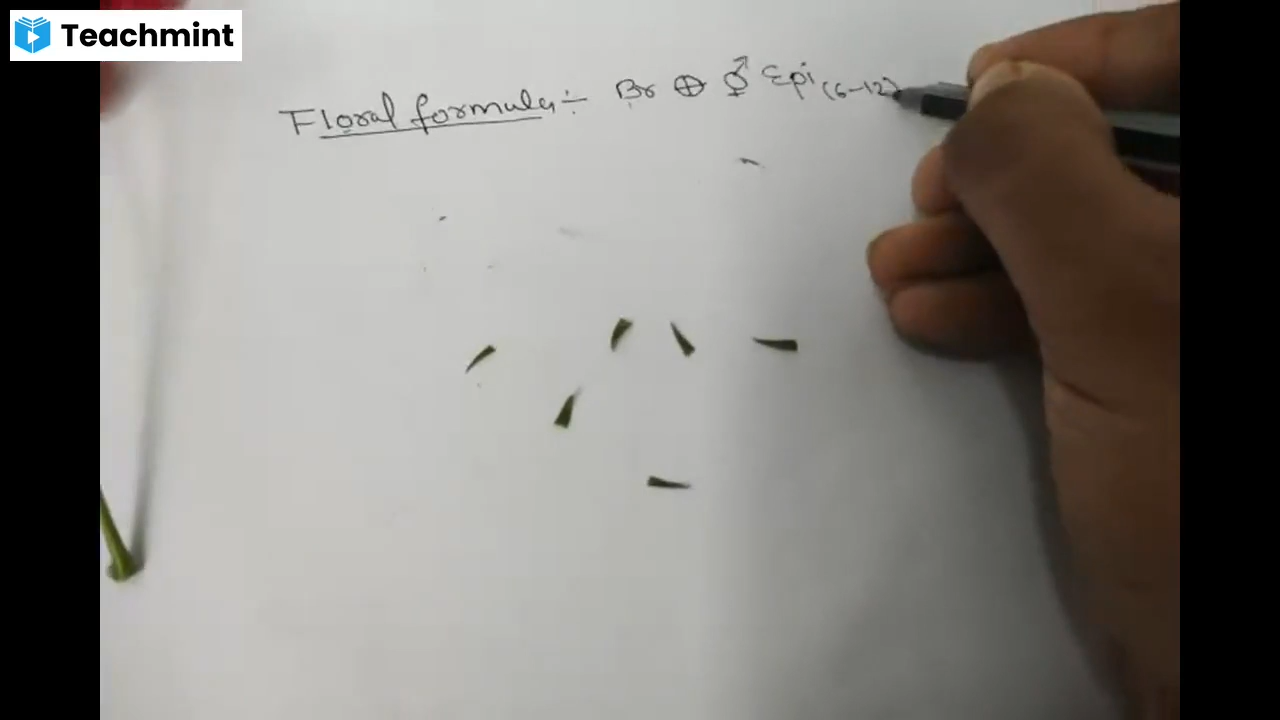 Teachmint
Floral formula:- Br ⊕ ⚥ Epi(6-12)